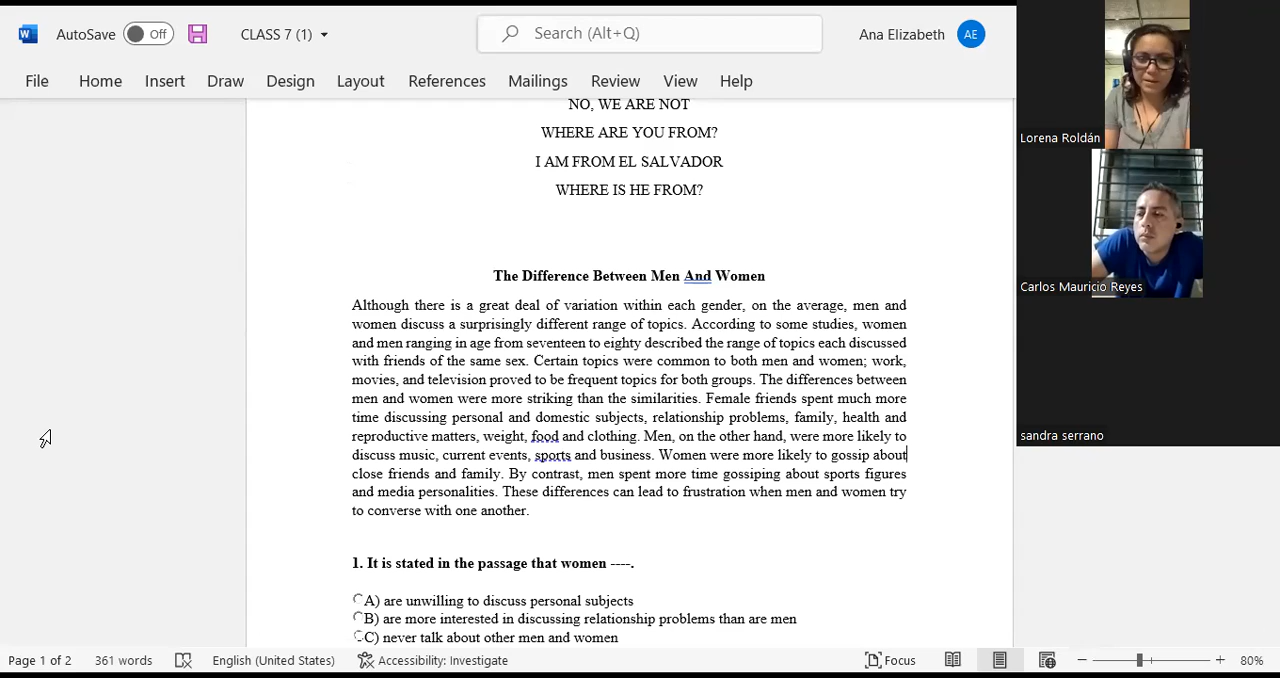 AutoSave Off CLASS 7 (1) Search (Alt+Q) Ana Elizabeth AE
File Home Insert Draw Design Layout References Mailings Review View Help
NO, WE ARE NOT
WHERE ARE YOU FROM?
I AM FROM EL SALVADOR
WHERE IS HE FROM?
The Difference Between Men And Women
Although there is a great deal of variation within each gender, on the average, men and
women discuss a surprisingly different range of topics. According to some studies, women
and men ranging in age from seventeen to eighty described the range of topics each discussed
with friends of the same sex. Certain topics were common to both men and women; work,
movies, and television proved to be frequent topics for both groups. The differences between
men and women were more striking than the similarities. Female friends spent much more
time discussing personal and domestic subjects, relationship problems, family, health and
reproductive matters, weight, food and clothing. Men, on the other hand, were more likely to
discuss music, current events, sports and business. Women were more likely to gossip about
close friends and family. By contrast, men spent more time gossiping about sports figures
and media personalities. These differences can lead to frustration when men and women try
to converse with one another.
1. It is stated in the passage that women ----.
A) are unwilling to discuss personal subjects
B) are more interested in discussing relationship problems than are men
C) never talk about other men and women
Page 1 of 2 361 words English (United States) Accessibility: Investigate Focus 80%
Lorena Roldán
Carlos Mauricio Reyes
sandra serrano